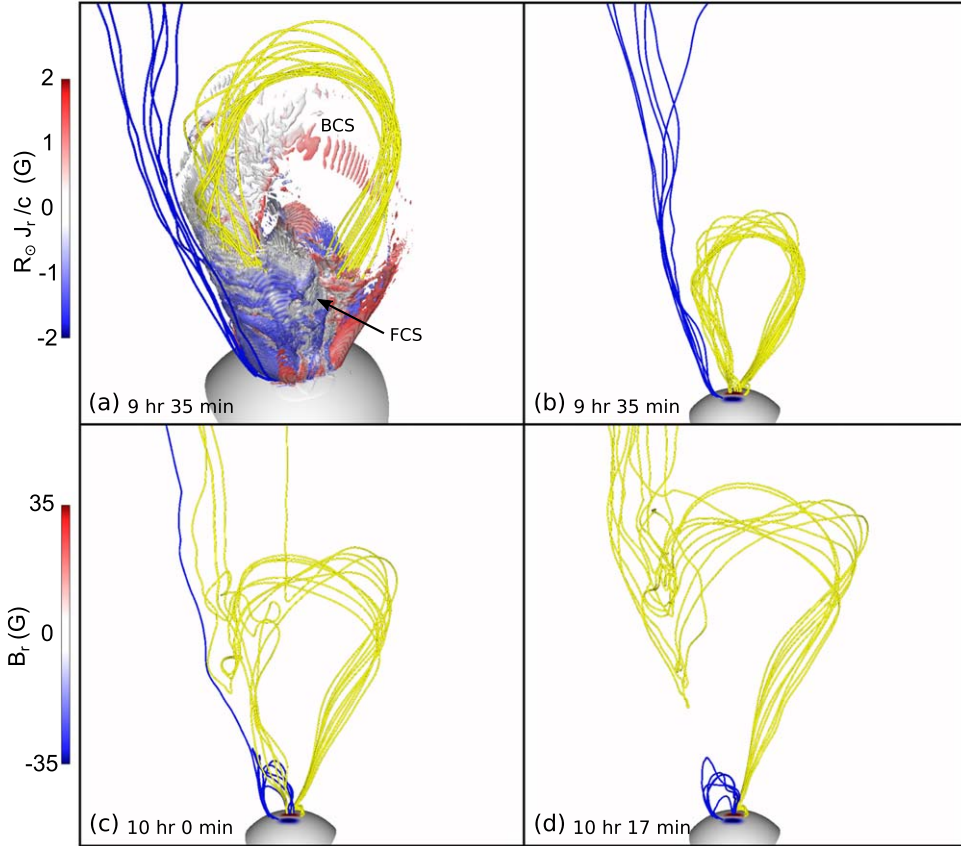 2
1
0
-1
-2
R⊙ Jr /c (G)
BCS
FCS
(a) 9 hr 35 min
(b) 9 hr 35 min
35
0
-35
Br (G)
(c) 10 hr 0 min
(d) 10 hr 17 min